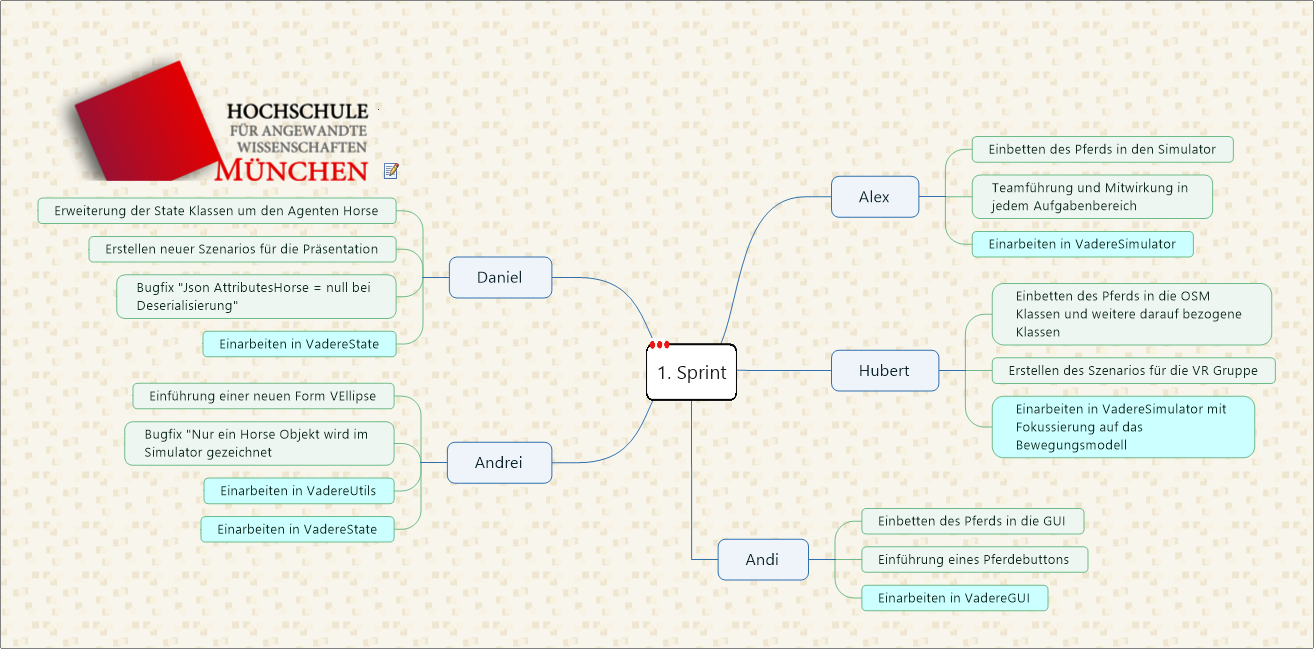 HOCHSCHULE
FÜR ANGEWANDTE
WISSENSCHAFTEN
MÜNCHEN
Erweiterung der State Klassen um den Agenten Horse
Erstellen neuer Szenarios für die Präsentation
Bugfix "Json AttributesHorse = null bei
Deserialisierung"
Einarbeiten in VadereState
Daniel
Einführung einer neuen Form VEllipse
Bugfix "Nur ein Horse Objekt wird im
Simulator gezeichnet
Einarbeiten in VadereUtils
Einarbeiten in VadereState
Andrei
1. Sprint
Alex
Einbetten des Pferds in den Simulator
Teamführung und Mitwirkung in
jedem Aufgabenbereich
Einarbeiten in VadereSimulator
Hubert
Einbetten des Pferds in die OSM
Klassen und weitere darauf bezogene
Klassen
Erstellen des Szenarios für die VR Gruppe
Einarbeiten in VadereSimulator mit
Fokussierung auf das
Bewegungsmodell
Andi
Einbetten des Pferds in die GUI
Einführung eines Pferdebuttons
Einarbeiten in VadereGUI